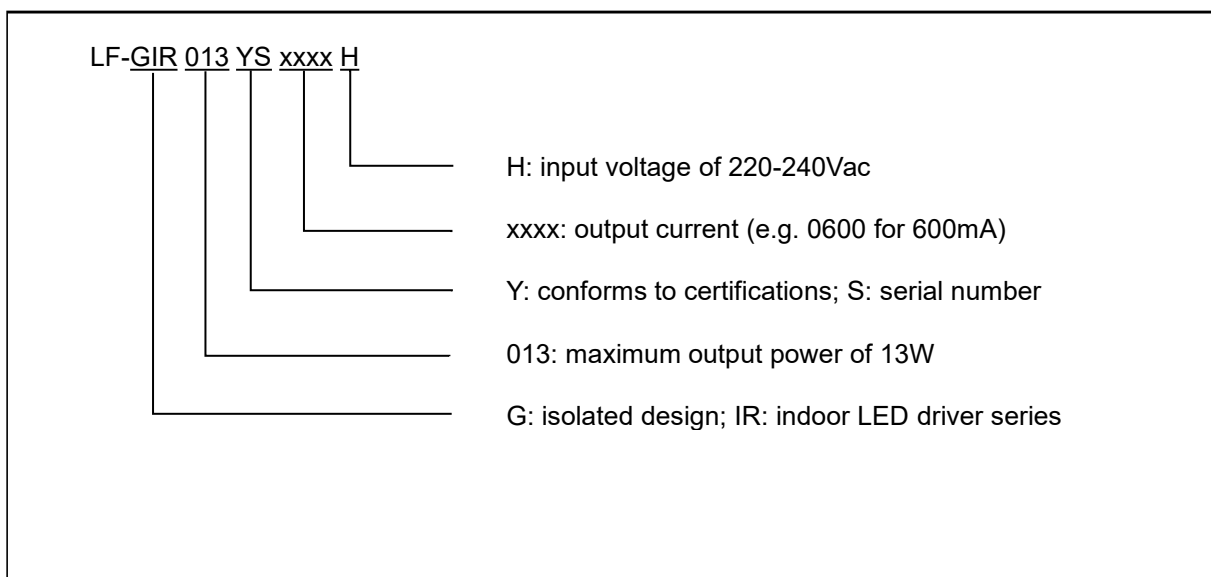 LF-GIR 013 YS xxxx H
H: input voltage of 220-240Vac
xxxx: output current (e.g. 0600 for 600mA)
Y: conforms to certifications; S: serial number
013: maximum output power of 13W
G: isolated design; IR: indoor LED driver series